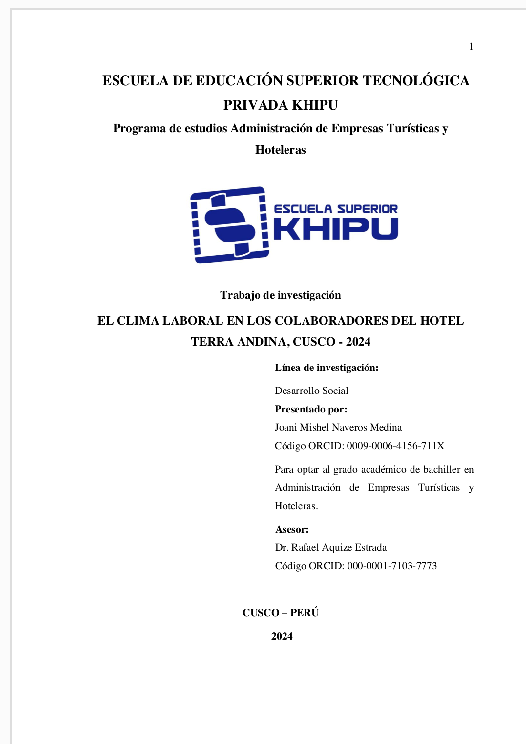 1
ESCUELA DE EDUCACIÓN SUPERIOR TECNOLÓGICA
PRIVADA KHIPU
Programa de estudios Administración de Empresas Turísticas y
Hoteleras
ESCUELA SUPERIOR
KHIPU
Trabajo de investigación
EL CLIMA LABORAL EN LOS COLABORADORES DEL HOTEL
TERRA ANDINA, CUSCO - 2024
Línea de investigación:
Desarrollo Social
Presentado por:
Joani Mishel Naveros Medina
Código ORCID: 0009-0006-4156-711X
Para optar al grado académico de bachiller en
Administración de Empresas Turísticas y
Hoteleras.
Asesor:
Dr. Rafael Aquize Estrada
Código ORCID: 000-0001-7103-7773
CUSCO – PERÚ
2024